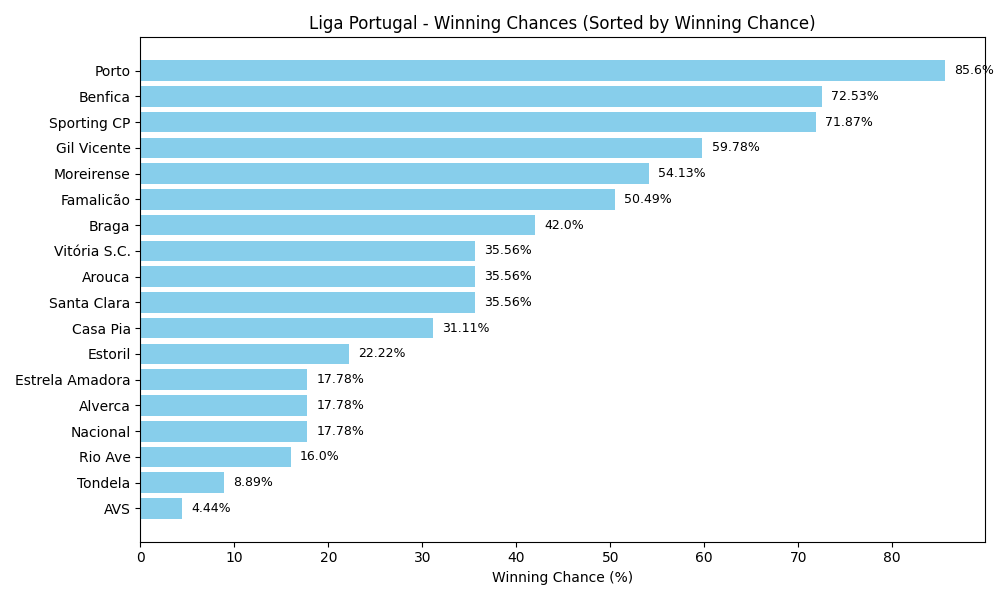 Liga Portugal - Winning Chances (Sorted by Winning Chance)
Porto 85.6%
Benfica 72.53%
Sporting CP 71.87%
Gil Vicente 59.78%
Moreirense 54.13%
Famalicão 50.49%
Braga 42.0%
Vitória S.C. 35.56%
Arouca 35.56%
Santa Clara 35.56%
Casa Pia 31.11%
Estoril 22.22%
Estrela Amadora 17.78%
Alverca 17.78%
Nacional 17.78%
Rio Ave 16.0%
Tondela 8.89%
AVS 4.44%
0 10 20 30 40 50 60 70 80
Winning Chance (%)